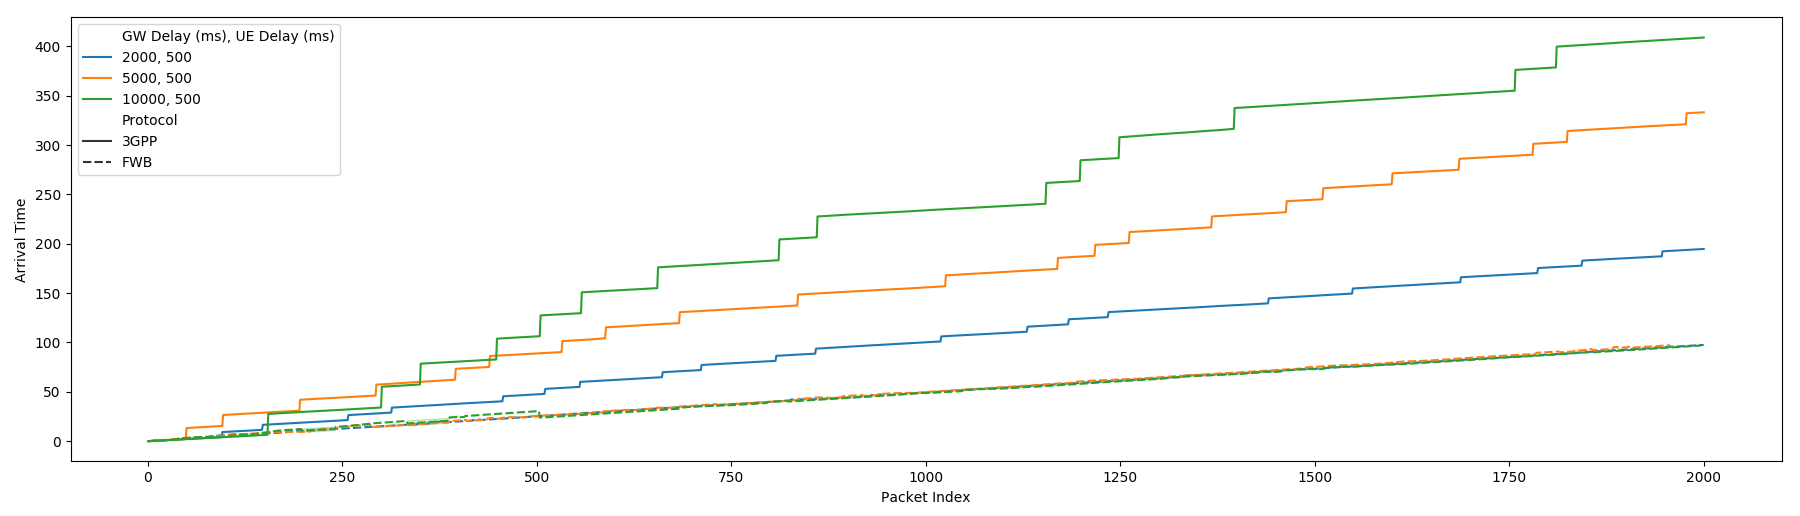 GW Delay (ms), UE Delay (ms)
2000, 500
5000, 500
10000, 500
Protocol
3GPP
FWB
Arrival Time
400
350
300
250
200
150
100
50
0
0 250 500 750 1000 1250 1500 1750 2000
Packet Index